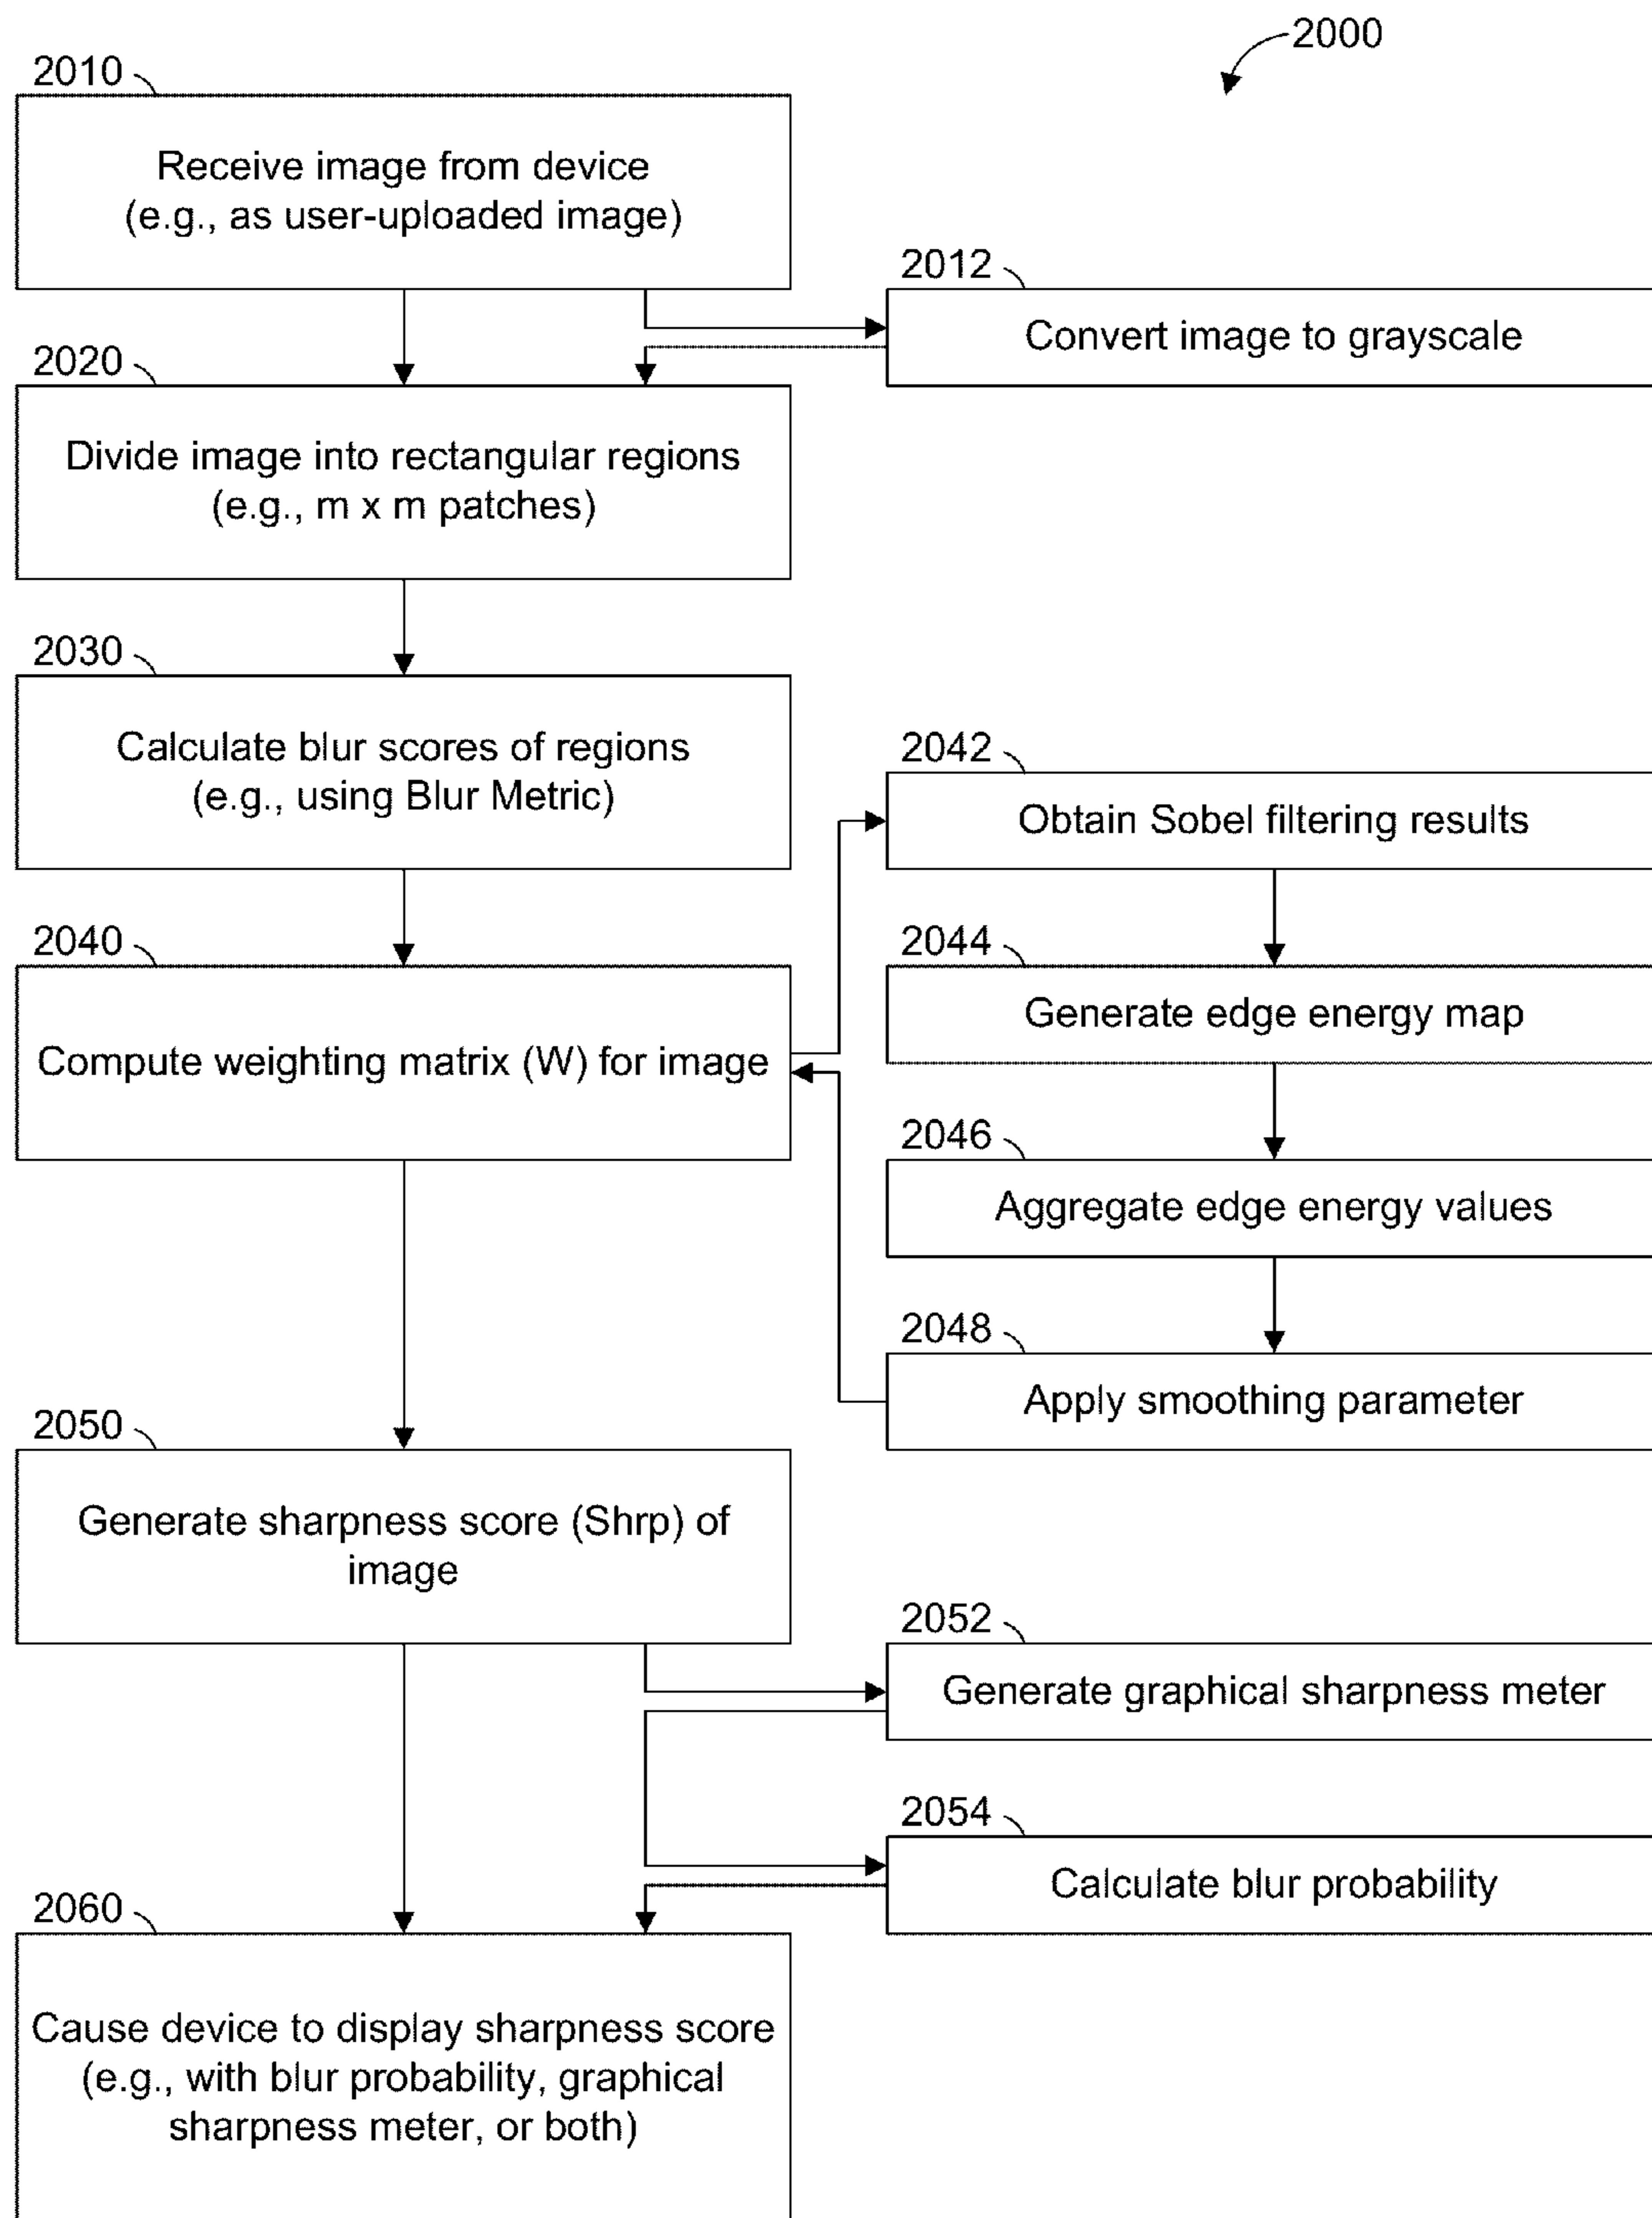 2000
2010
Receive image from device
(e.g., as user-uploaded image)
2012
Convert image to grayscale
2020
Divide image into rectangular regions
(e.g., m x m patches)
2030
Calculate blur scores of regions
(e.g., using Blur Metric)
2042
Obtain Sobel filtering results
2040
Compute weighting matrix (W) for image
2044
Generate edge energy map
2046
Aggregate edge energy values
2048
Apply smoothing parameter
2050
Generate sharpness score (Shrp) of
image
2052
Generate graphical sharpness meter
2054
Calculate blur probability
2060
Cause device to display sharpness score
(e.g., with blur probability, graphical
sharpness meter, or both)